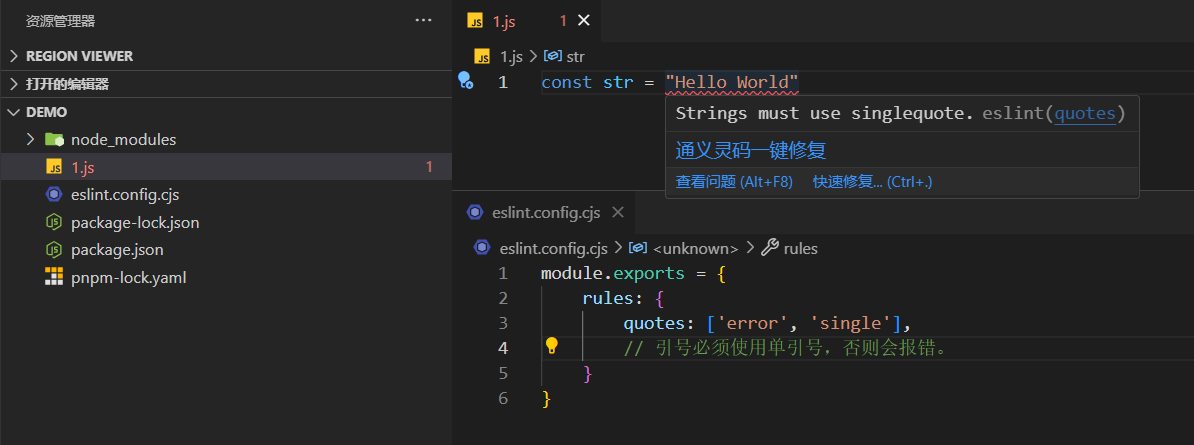 资源管理器 ···
REGION VIEWER
打开的编辑器
DEMO
node_modules
JS 1.js 1
eslint.config.cjs
JS package-lock.json
JS package.json
pnpm-lock.yaml
JS 1.js 1
JS 1.js > str
1 const str = "Hello World"
Strings must use singlequote. eslint(quotes)
通义灵码一键修复
查看问题 (Alt+F8) 快速修复... (Ctrl+.)
eslint.config.cjs
eslint.config.cjs > <unknown> > rules
1 module.exports = {
2 rules: {
3 quotes: ['error', 'single'],
4 // 引号必须使用单引号，否则会报错。
5 }
6 }